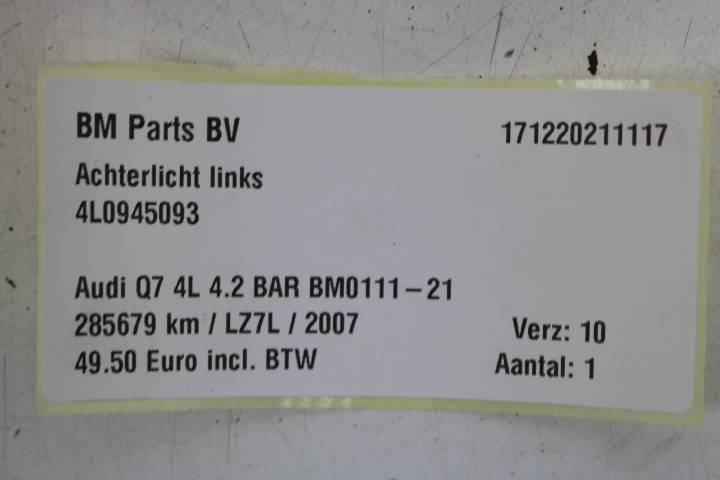 BM Parts BV 171220211117
Achterlicht links
4L0945093
Audi Q7 4L 4.2 BAR BM0111-21
285679 km / LZ7L / 2007 Verz: 10
49.50 Euro incl. BTW Aantal: 1